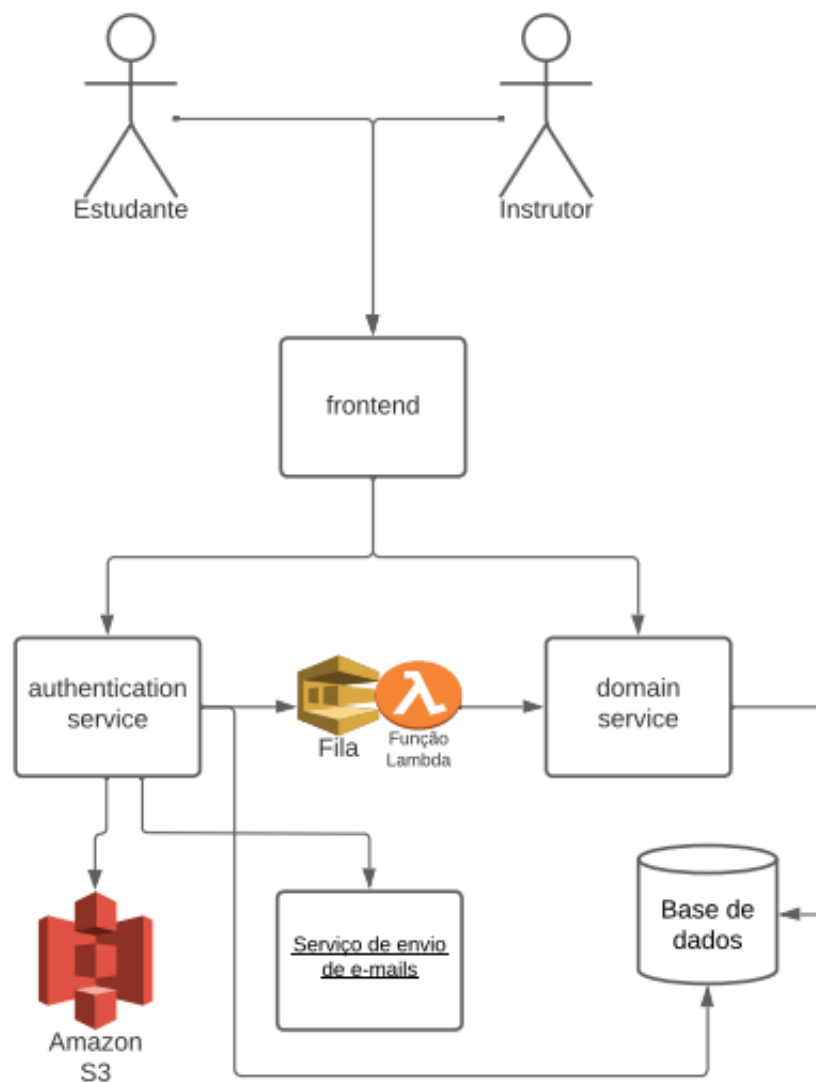 Estudante
Instrutor
frontend
authentication
service
Fila
Função
Lambda
domain
service
Serviço de envio
de e-mails
Base de
dados
Amazon
S3